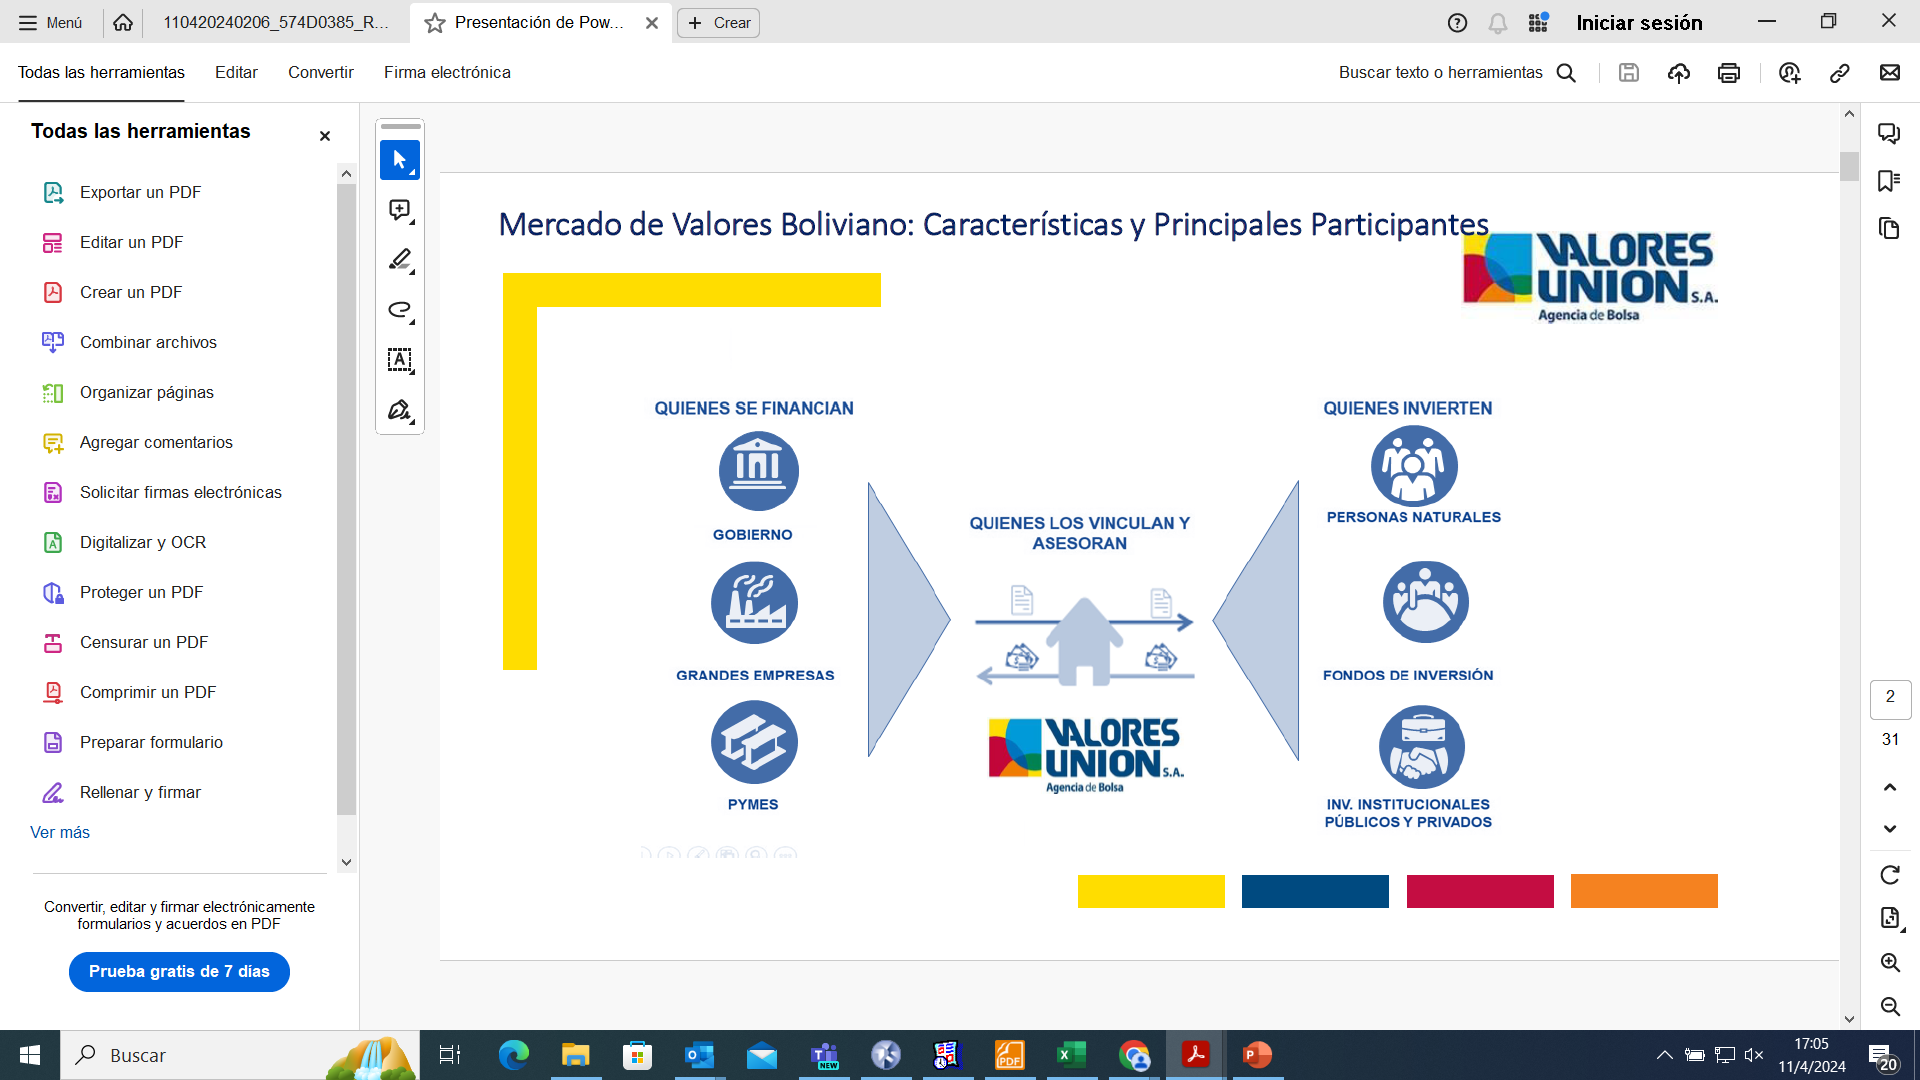 Menú
110420240206_574D0385_R...
Presentación de Pow...
Crear
Iniciar sesión
Todas las herramientas
Editar
Convertir
Firma electrónica
Buscar texto o herramientas
Todas las herramientas
Exportar un PDF
Editar un PDF
Crear un PDF
Combinar archivos
Organizar páginas
Agregar comentarios
Solicitar firmas electrónicas
Digitalizar y OCR
Proteger un PDF
Censurar un PDF
Comprimir un PDF
Preparar formulario
Rellenar y firmar
Ver más
Convertir, editar y firmar electrónicamente
formularios y acuerdos en PDF
Prueba gratis de 7 días
Mercado de Valores Boliviano: Características y Principales Participantes
VALORES
UNION S.A.
Agencia de Bolsa
QUIENES SE FINANCIAN
GOBIERNO
GRANDES EMPRESAS
PYMES
QUIENES LOS VINCULAN Y
ASESORAN
VALORES
UNION S.A.
Agencia de Bolsa
QUIENES INVIERTEN
PERSONAS NATURALES
FONDOS DE INVERSIÓN
INV. INSTITUCIONALES
PÚBLICOS Y PRIVADOS
2
31
Buscar
NEW
PDF
17:05
11/4/2024
20